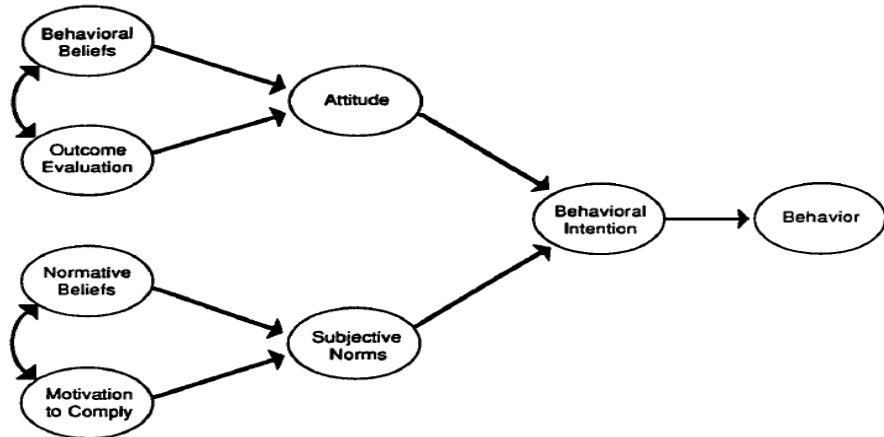 Behavioral
Beliefs
Outcome
Evaluation
Attitude
Normative
Beliefs
Motivation
to Comply
Subjective
Norms
Behavioral
Intention
Behavior